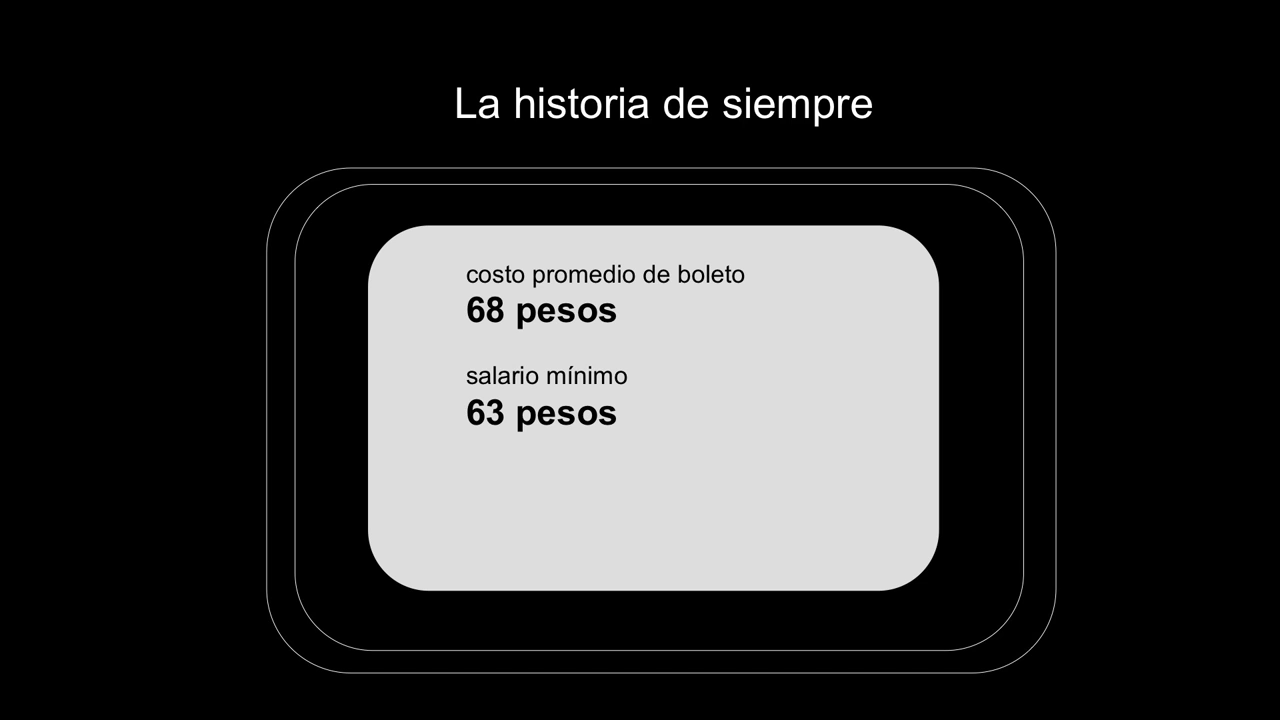 La historia de siempre
costo promedio de boleto
68 pesos
salario mínimo
63 pesos